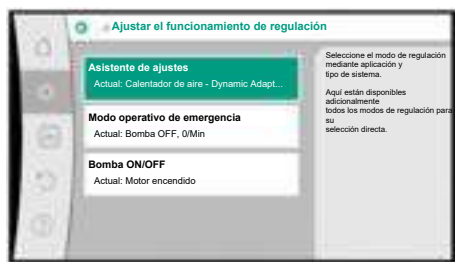 Ajustar el funcionamiento de regulación
Asistente de ajustes
Actual: Calentador de aire - Dynamic Adapt...
Modo operativo de emergencia
Actual: Bomba OFF, 0/Min
Bomba ON/OFF
Actual: Motor encendido
Seleccione el modo de regulación
mediante aplicación y
tipo de sistema.
Aquí están disponibles
adicionalmente
todos los modos de regulación para
su
selección directa.